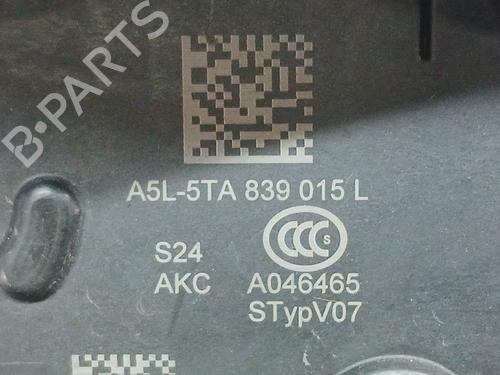 B-PARTS
A5L-5TA 839 015 L
S24
CCC S
AKC A046465
STypV07